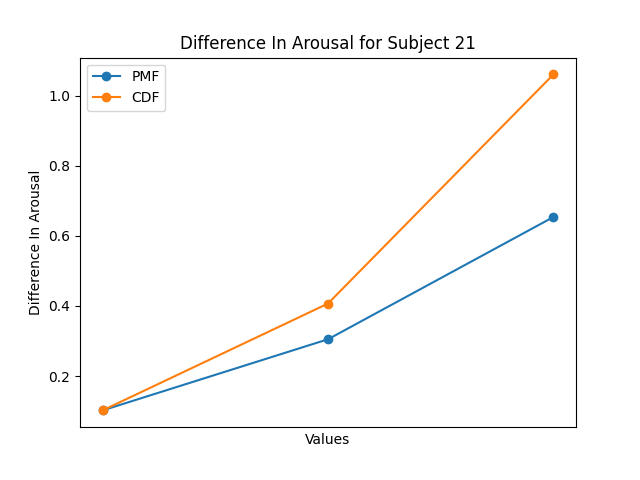 Difference In Arousal for Subject 21
PMF
CDF
1.0
0.8
0.6
0.4
0.2
Difference In Arousal
Values